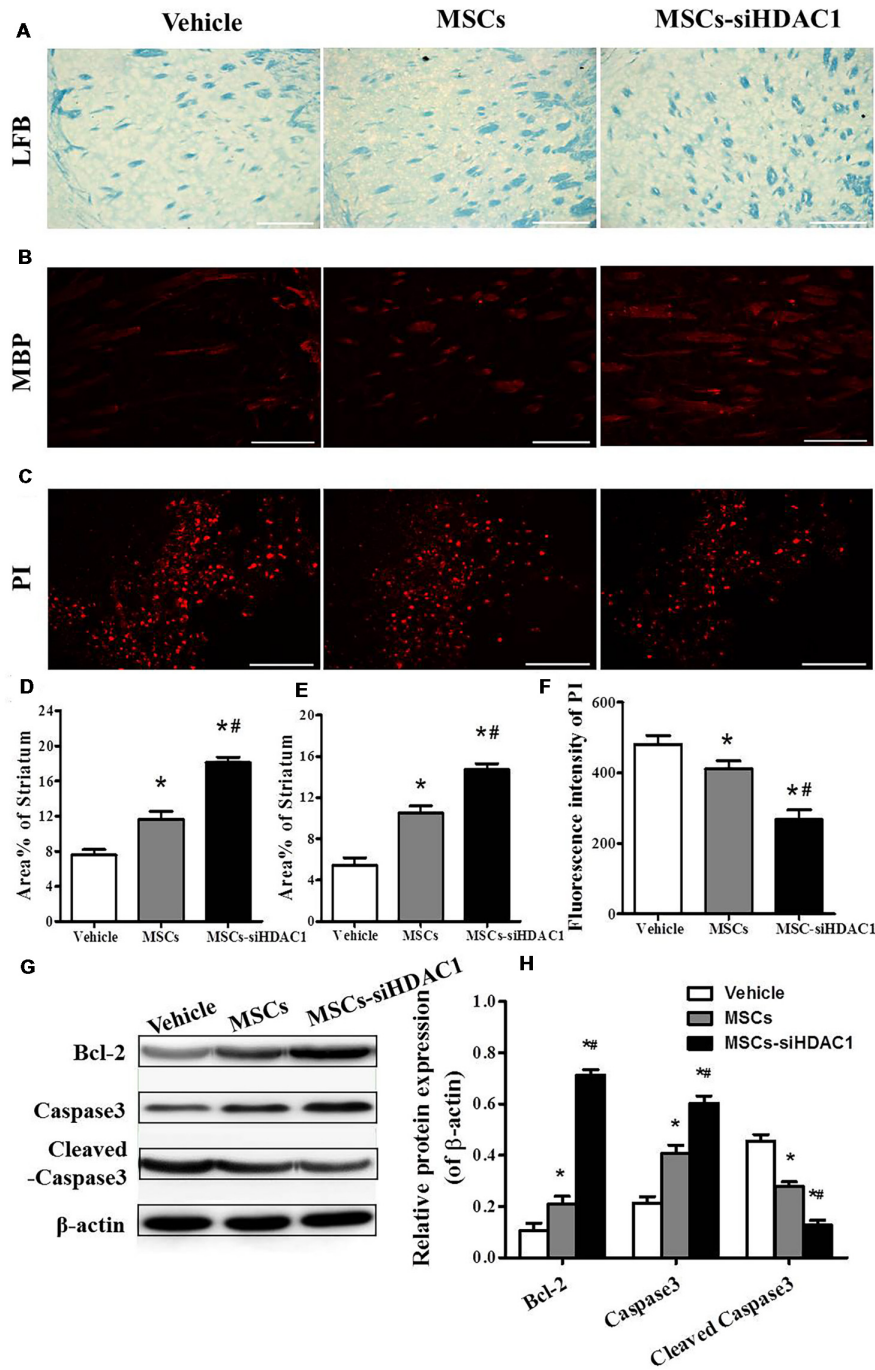 Vehicle MSCs MSCs-siHDAC1
A
LFB
B
MBP
C
PI
D
Area% of Striatum
24
20
16
12
8
4
0
* *#
Vehicle MSCs MSCs-siHDAC1
E
Area% of Striatum
20
16
12
8
4
0
* *#
Vehicle MSCs MSCs-siHDAC1
F
Fluorescence intensity of PI
600
400
200
0
* *#
Vehicle MSCs MSC-siHDAC1
G
Vehicle MSCs MSCs-siHDAC1
Bcl-2
Caspase3
Cleaved
-Caspase3
β-actin
H
Relative protein expression
(of β-actin)
1.0
0.8
0.6
0.4
0.2
0.0
Vehicle
MSCs
MSCs-siHDAC1
* *# * *# * *#
Bcl-2
Caspase3
Cleaved Caspase3